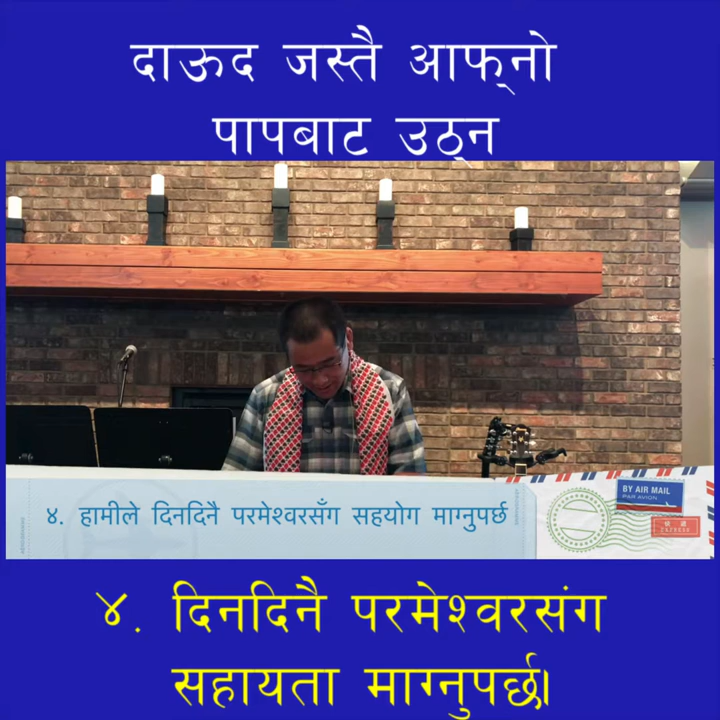 दाऊद जस्तै आफ्नो
पापबाट उठ्न
४. हामीले दिनदिनै परमेश्वरसँग सहयोग माग्नुपर्छ
BY AIR MAIL
PAR AVION
४. दिनदिनै परमेश्वरसंग
सहायता माग्नुपर्छ।